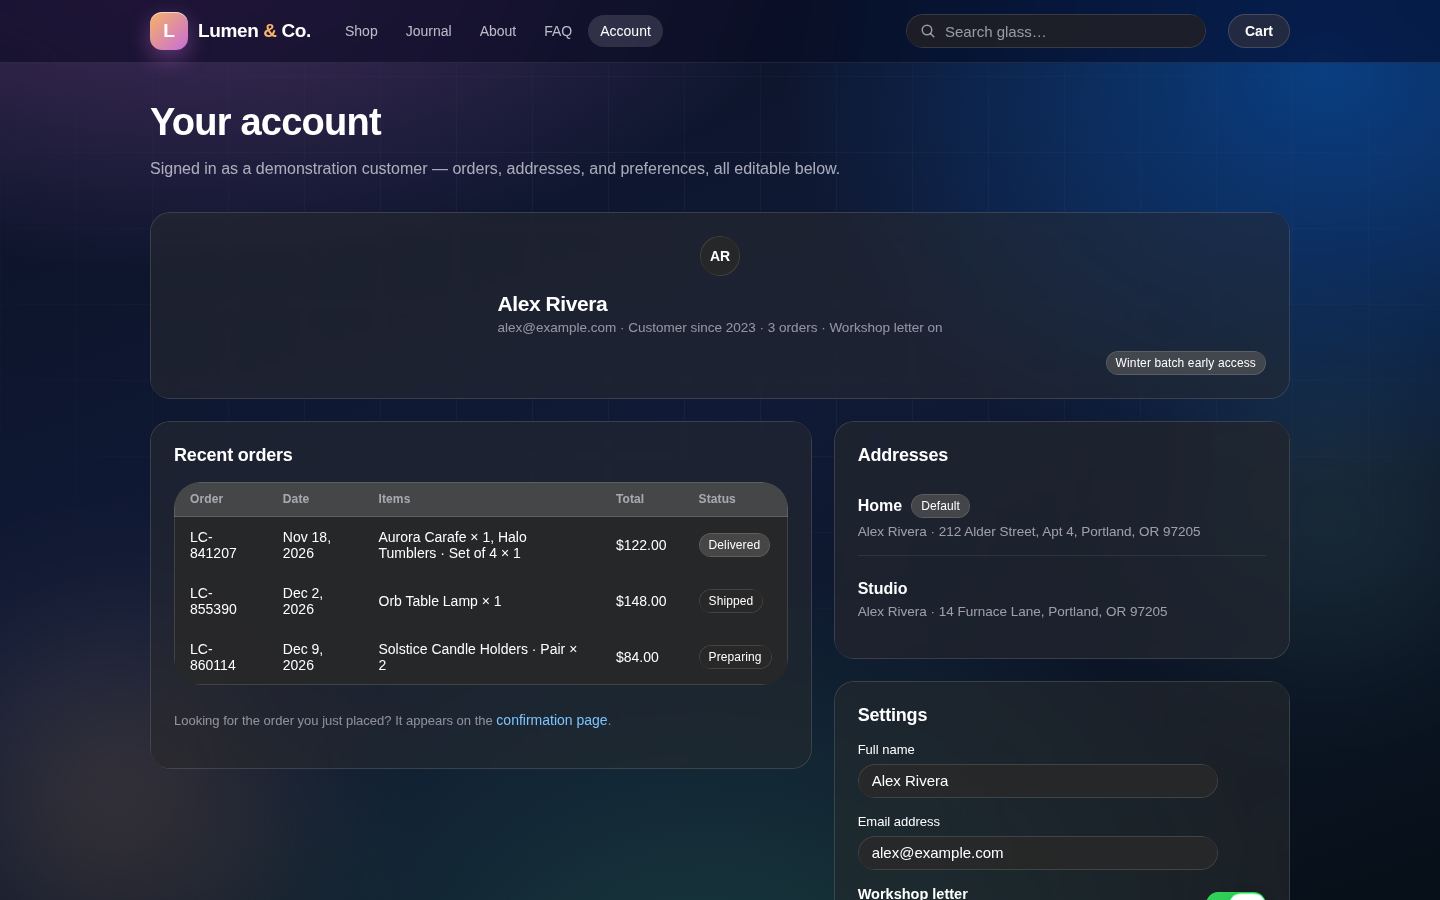 L Lumen & Co. Shop Journal About FAQ Account Search glass… Cart
Your account
Signed in as a demonstration customer — orders, addresses, and preferences, all editable below.
AR
Alex Rivera
alex@example.com · Customer since 2023 · 3 orders · Workshop letter on
Winter batch early access
Recent orders
Order Date Items Total Status
LC-
841207
Nov 18,
2026
Aurora Carafe × 1, Halo
Tumblers · Set of 4 × 1
$122.00
Delivered
LC-
855390
Dec 2,
2026
Orb Table Lamp × 1
$148.00
Shipped
LC-
860114
Dec 9,
2026
Solstice Candle Holders · Pair ×
2
$84.00
Preparing
Looking for the order you just placed? It appears on the confirmation page.
Addresses
Home Default
Alex Rivera · 212 Alder Street, Apt 4, Portland, OR 97205
Studio
Alex Rivera · 14 Furnace Lane, Portland, OR 97205
Settings
Full name
Alex Rivera
Email address
alex@example.com
Workshop letter